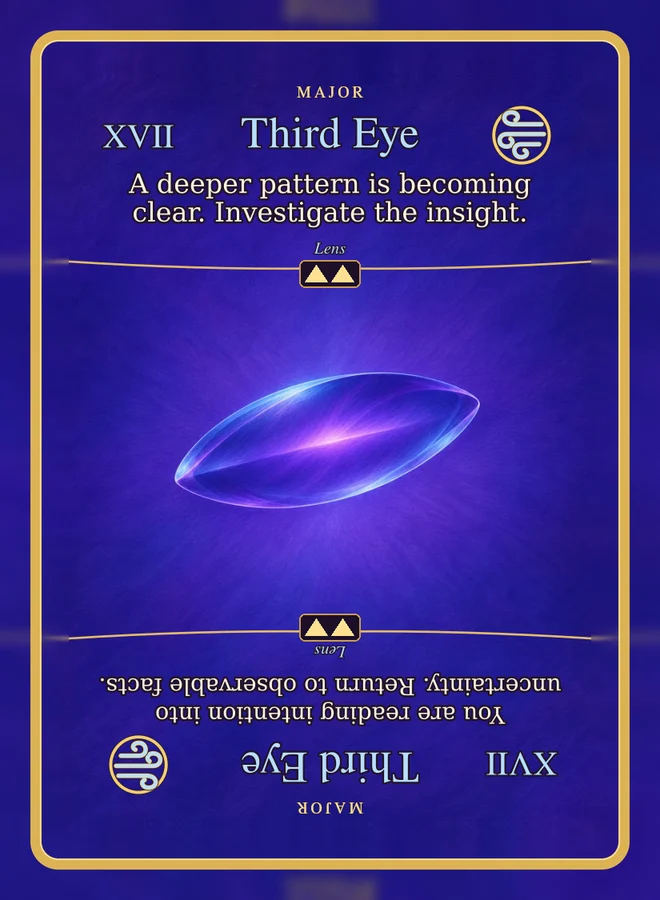 MAJOR
XVII
Third Eye
A deeper pattern is becoming
clear. Investigate the insight.
Lens
Lens
You are reading intention into
uncertainty. Return to observable facts.
XVII
Third Eye
MAJOR